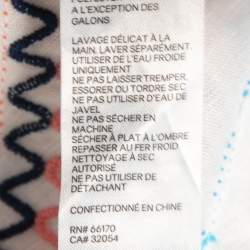 A L'EXCEPTION DES
GALONS
LAVAGE DÉLICAT À LA
MAIN. LAVER SÉPARÉMENT.
UTILISER DE L'EAU FROIDE
UNIQUEMENT
NE PAS LAISSER TREMPER,
ESSORER OU TORDRE SEC
NE PAS UTILISER D'EAU DE
JAVEL
NE PAS SÉCHER EN
MACHINE
SÉCHER À PLAT À L'OMBRE
REPASSER AU FER FROID
NETTOYAGE À SEC
AUTORISÉ
NE PAS UTILISER DE
DÉTACHANT
CONFECTIONNÉ EN CHINE
RN# 66170
CA# 32054